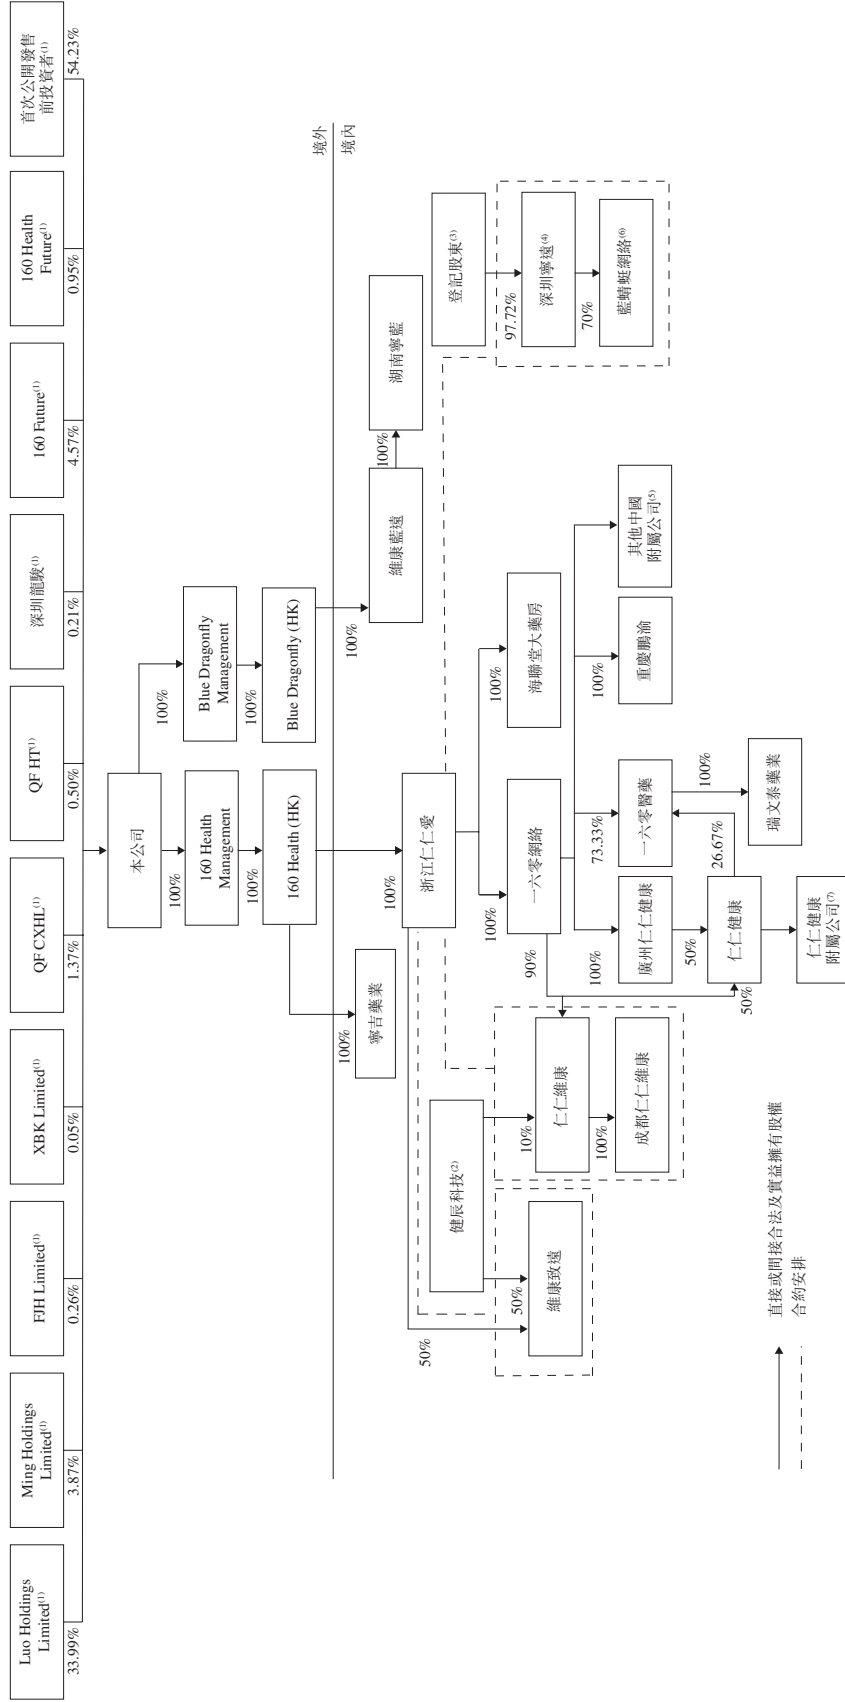 Luo Holdings
Limited(1)
33.99%
Ming Holdings
Limited(1)
3.87%
FJH Limited(1)
0.26%
XBK Limited(1)
0.05%
QF CXHL(1)
1.37%
QF HT(1)
0.50%
深圳龍駿(1)
0.21%
160 Future(1)
4.57%
160 Health
Future(1)
0.95%
首次公開發售
前投資者(1)
54.23%
本公司
100%
100%
160 Health
Management
Blue Dragonfly
Management
100%
100%
160 Health (HK)
Blue Dragonfly (HK)
境外
境內
100%
寧吉藥業
100%
100%
維康藍遠
100%
湖南寧藍
浙江仁仁愛
健辰科技(2)
登記股東(3)
50%
50%
10%
90%
100%
100%
97.72%
維康致遠
仁仁維康
一六零網絡
海聯堂大藥房
深圳寧遠(4)
100%
100%
73.33%
100%
100%
70%
成都仁仁維康
廣州仁仁健康
一六零醫藥
重慶鵬渝
其他中國
附屬公司(5)
藍蜻蜓網絡(6)
50%
50%
26.67%
100%
仁仁健康
瑞文泰藥業
仁仁健康
附屬公司(7)
直接或間接合法及實益擁有股權
合約安排